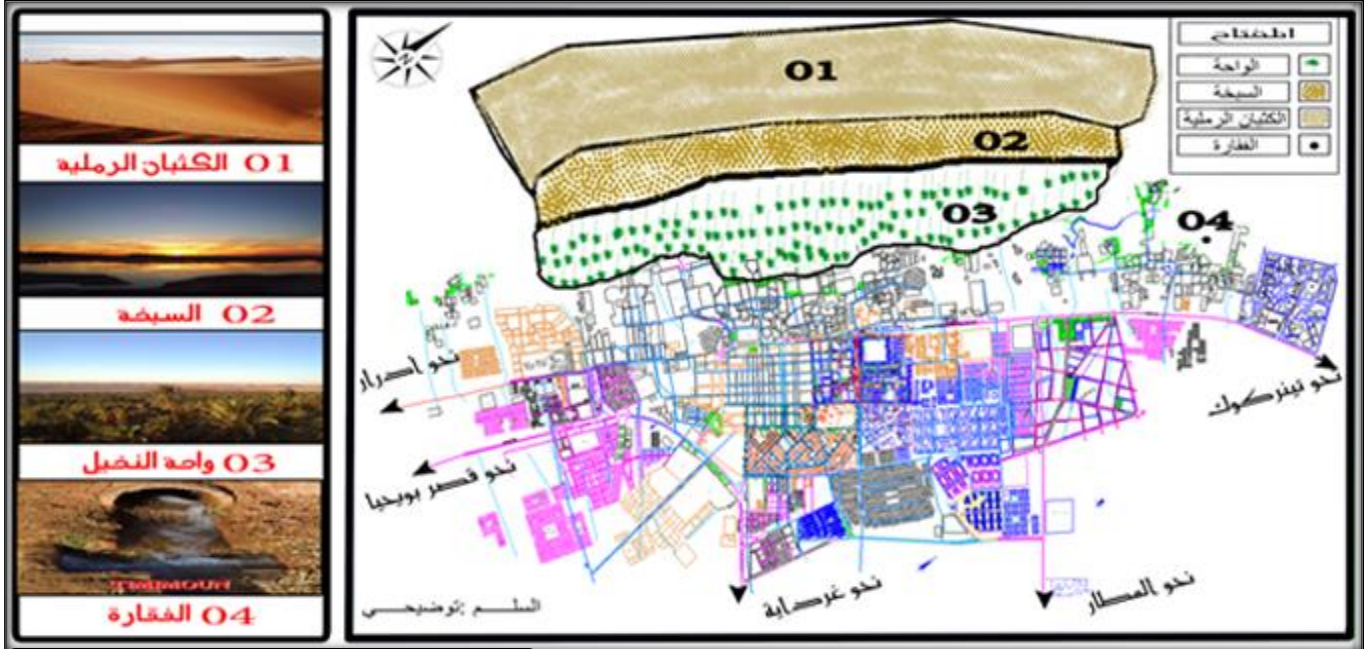 01 الكثبان الرملية
02 السبخة
03 واحة النخيل
TIMIMOUN
04 الفقارة
المفتاح
الواحة
السبخة
الكثبان الرملية
الفقارة
N
01
02
03
04
نحو أدرار
نحو قصر بويحيا
نحو غرداية
نحو المطار
نحو تينركوك
السلم :توضيحي